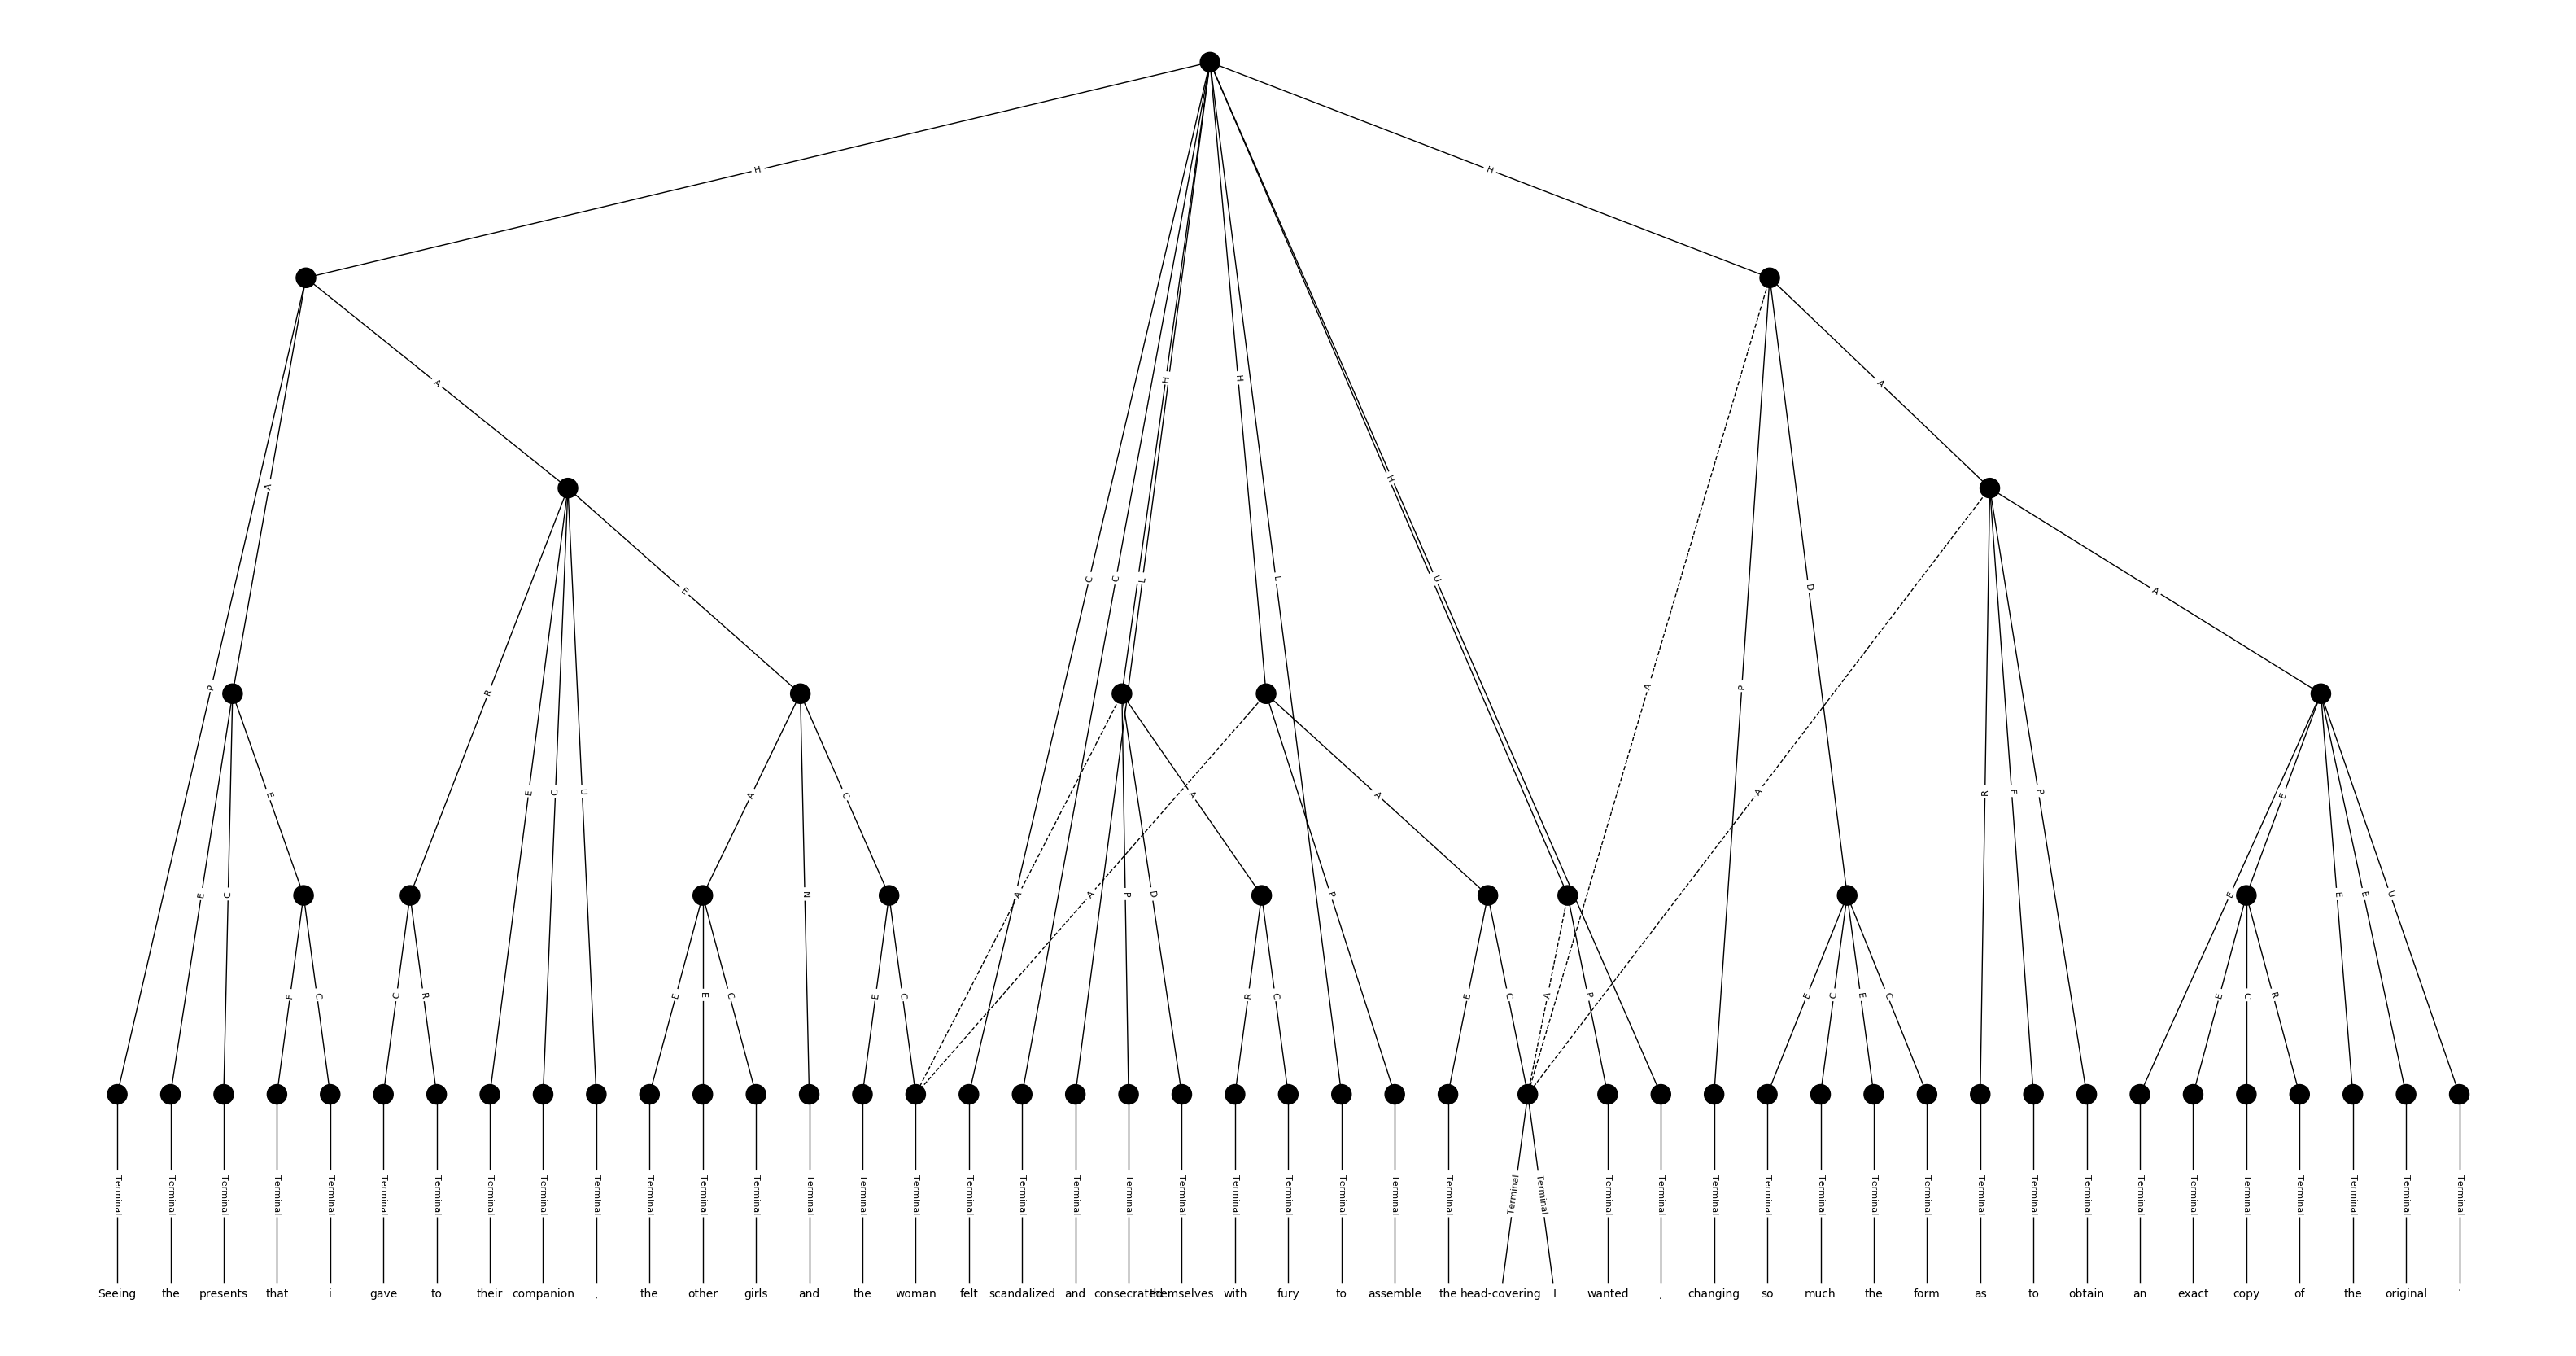 H H
A H H A
A H
E C C L L U D A
P R A P
E E C U A C A A A R F P E
E C N A A P D P E E E U
F C C R E E C E C R C E C A P E C E C E C R
Terminal Terminal Terminal Terminal Terminal Terminal Terminal Terminal Terminal Terminal Terminal Terminal Terminal Terminal Terminal Terminal Terminal Terminal Terminal Terminal Terminal Terminal Terminal Terminal Terminal Terminal Terminal Terminal Terminal Terminal Terminal Terminal Terminal Terminal Terminal Terminal Terminal Terminal Terminal Terminal Terminal Terminal Terminal Terminal Terminal
Seeing the presents that i gave to their companion , the other girls and the woman felt scandalized and consecrated themselves with fury to assemble the head-covering I wanted , changing so much the form as to obtain an exact copy of the original .